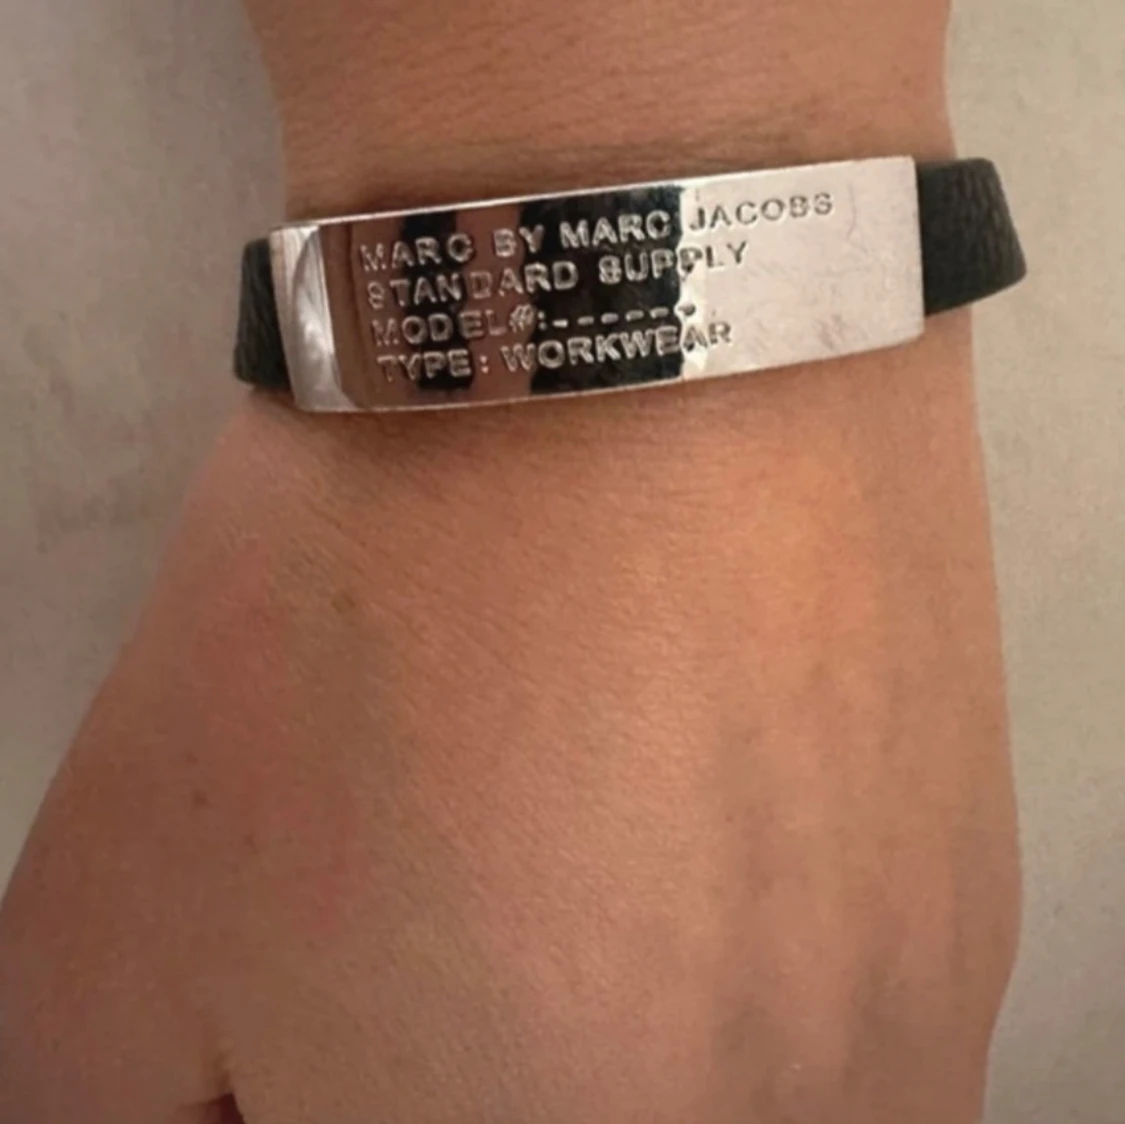 MARC BY MARC JACOBS
STANDARD SUPPLY
MODEL#:-------
TYPE: WORKWEAR